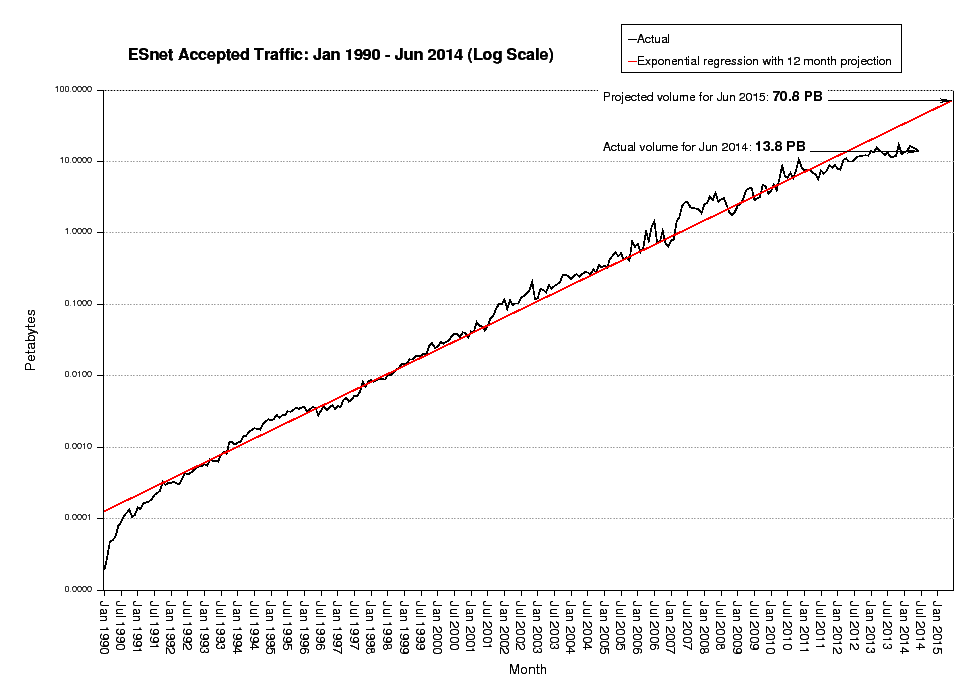 ESnet Accepted Traffic: Jan 1990 - Jun 2014 (Log Scale)
Actual
Exponential regression with 12 month projection
Projected volume for Jun 2015: 70.8 PB
Actual volume for Jun 2014: 13.8 PB
100.0000
10.0000
1.0000
0.1000
0.0100
0.0010
0.0001
0.0000
Petabytes
Jan 1990
Jul 1990
Jan 1991
Jul 1991
Jan 1992
Jul 1992
Jan 1993
Jul 1993
Jan 1994
Jul 1994
Jan 1995
Jul 1995
Jan 1996
Jul 1996
Jan 1997
Jul 1997
Jan 1998
Jul 1998
Jan 1999
Jul 1999
Jan 2000
Jul 2000
Jan 2001
Jul 2001
Jan 2002
Jul 2002
Jan 2003
Jul 2003
Jan 2004
Jul 2004
Jan 2005
Jul 2005
Jan 2006
Jul 2006
Jan 2007
Jul 2007
Jan 2008
Jul 2008
Jan 2009
Jul 2009
Jan 2010
Jul 2010
Jan 2011
Jul 2011
Jan 2012
Jul 2012
Jan 2013
Jul 2013
Jan 2014
Jul 2014
Jan 2015
Month